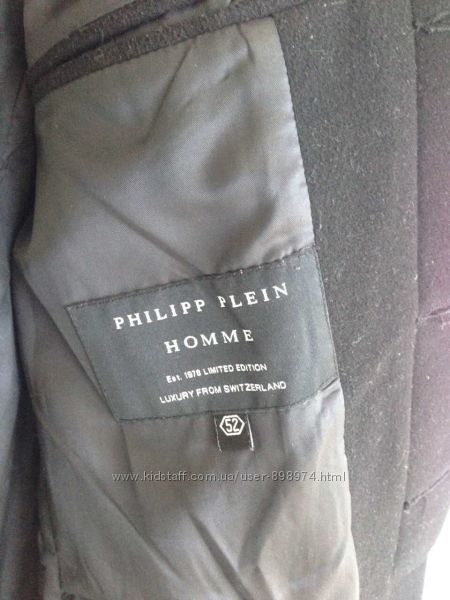 PHILIPP PLEIN
HOMME
Est. 1978 LIMITED EDITION
LUXURY FROM SWITZERLAND
52
www.kidstaff.com.ua/user-898974.html